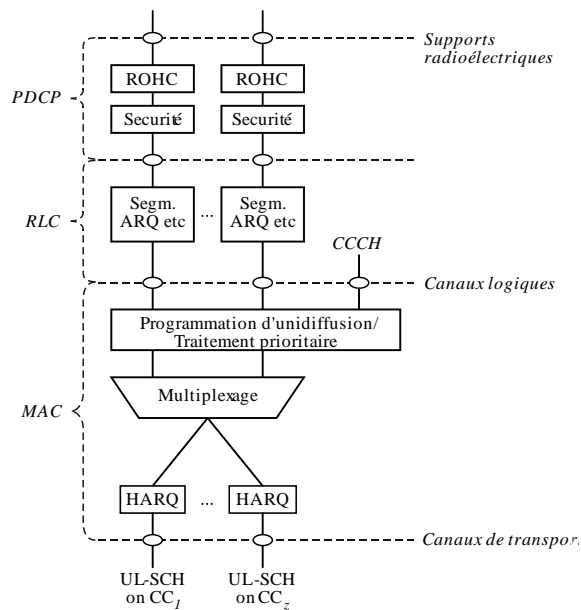 Supports
radioélectriques
PDCP
ROHC ROHC
Securité Securité
RLC
Segm.
ARQ etc
...
Segm.
ARQ etc
CCCH
Canaux logiques
MAC
Programmation d'unidiffusion/
Traitement prioritaire
Multiplexage
HARQ ... HARQ
Canaux de transpor
UL-SCH
on CC1
UL-SCH
on CCz